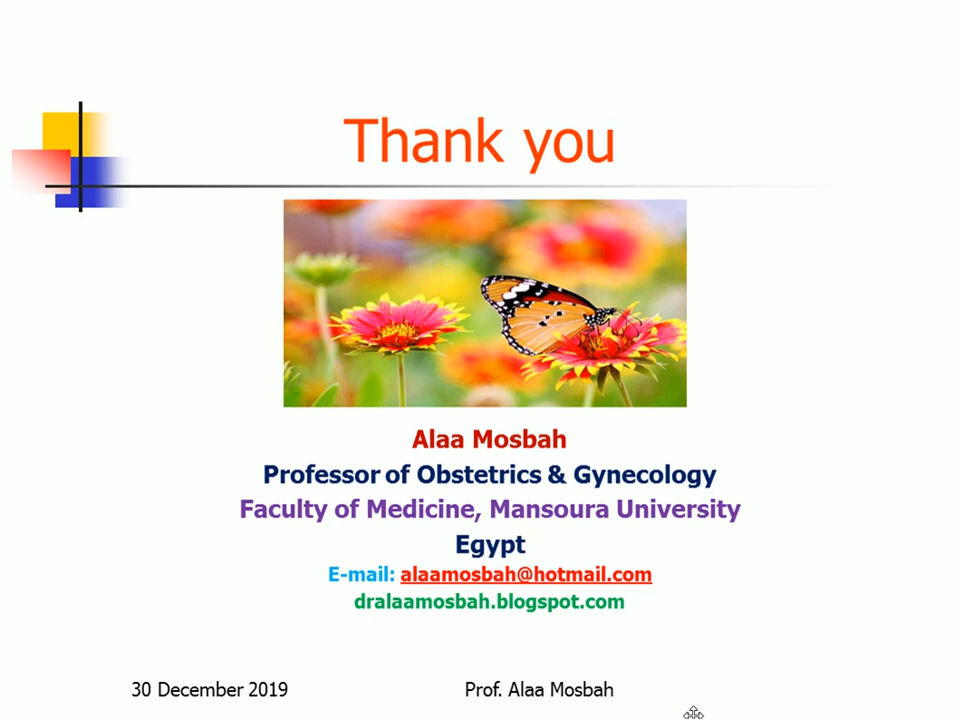 Thank you
Alaa Mosbah
Professor of Obstetrics & Gynecology
Faculty of Medicine, Mansoura University
Egypt
E-mail: alaamosbah@hotmail.com
dralaamosbah.blogspot.com
30 December 2019
Prof. Alaa Mosbah